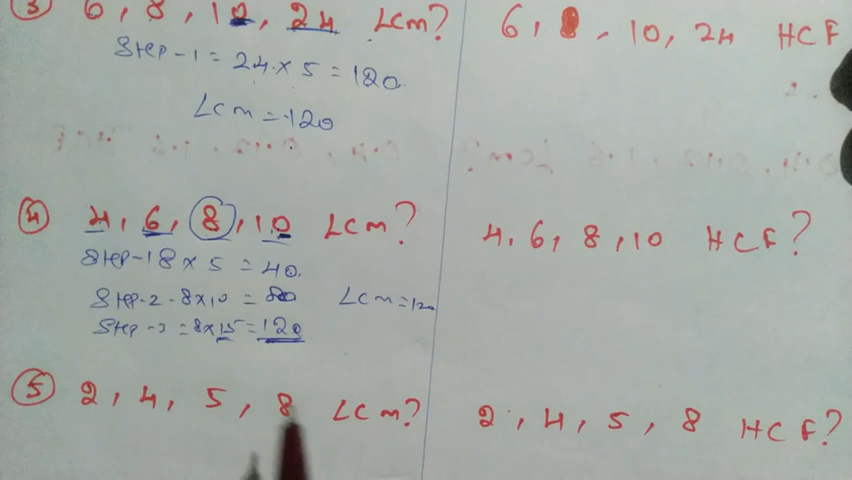 ③ 6, 8, 10, 24 LCM?
Step-1 = 24 × 5 = 120
LCM = 120
④ 4, 6, 8, 10 LCM?
Step-1 8 × 5 = 40
Step-2 - 8×10 = 80
LCM = 120
Step-3 = 8×15 = 120
⑤ 2, 4, 5, 8 LCM?
6, 8, 10, 24 HCF
4, 6, 8, 10 HCF?
2, 4, 5, 8 HCF?